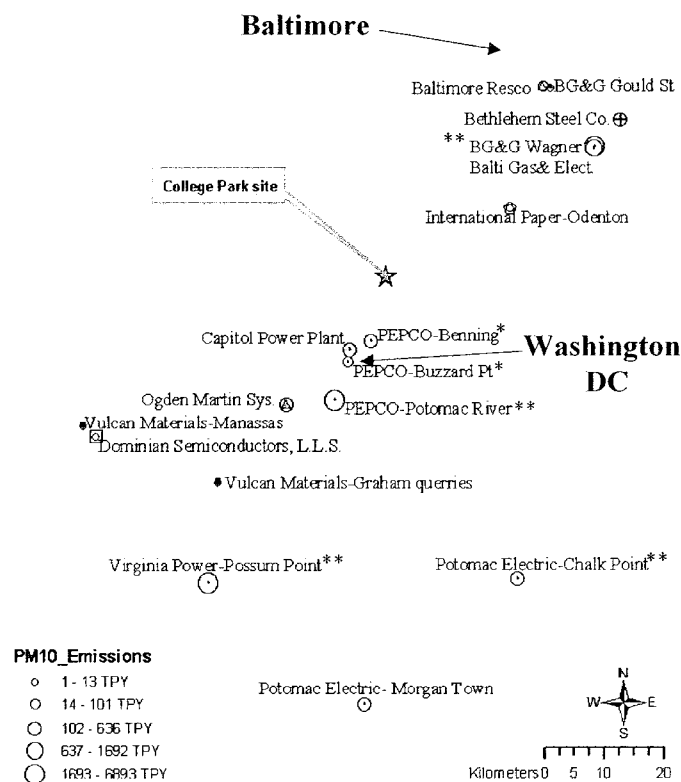 Baltimore
Baltimore Resco BG&G Gould St
Bethlehem Steel Co.
** BG&G Wagner
Balti Gas& Elect.
College Park site
International Paper-Odenton
Capitol Power Plant PEPCO-Benning*
Washington
DC
PEPCO-Buzzard Pt*
Ogden Martin Sys. PEPCO-Potomac River**
Vulcan Materials-Manassas
Dominian Semiconductors, L.L.S.
Vulcan Materials-Graham querries
Virginia Power-Possum Point** Potomac Electric-Chalk Point**
PM10_Emissions
1 - 13 TPY
14 - 101 TPY
102 - 636 TPY
637 - 1692 TPY
1693 - 6893 TPY
Potomac Electric- Morgan Town
N
W E
S
Kilometers 0 5 10 20